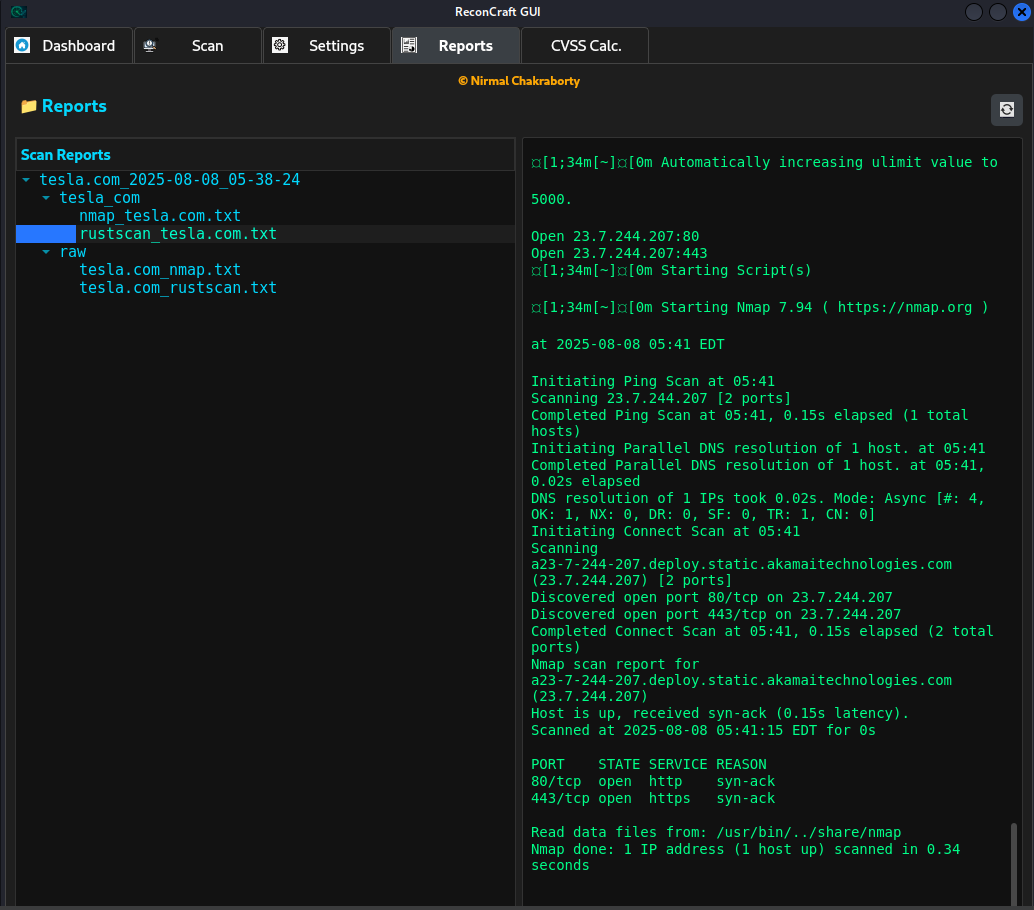 ReconCraft GUI
Dashboard
Scan
Settings
Reports
CVSS Calc.
© Nirmal Chakraborty
Reports
Scan Reports
tesla.com_2025-08-08_05-38-24
tesla_com
nmap_tesla.com.txt
rustscan_tesla.com.txt
raw
tesla.com_nmap.txt
tesla.com_rustscan.txt
¤[1;34m[~]¤[0m Automatically increasing ulimit value to
5000.
Open 23.7.244.207:80
Open 23.7.244.207:443
¤[1;34m[~]¤[0m Starting Script(s)
¤[1;34m[~]¤[0m Starting Nmap 7.94 ( https://nmap.org )
at 2025-08-08 05:41 EDT
Initiating Ping Scan at 05:41
Scanning 23.7.244.207 [2 ports]
Completed Ping Scan at 05:41, 0.15s elapsed (1 total
hosts)
Initiating Parallel DNS resolution of 1 host. at 05:41
Completed Parallel DNS resolution of 1 host. at 05:41,
0.02s elapsed
DNS resolution of 1 IPs took 0.02s. Mode: Async [#: 4,
OK: 1, NX: 0, DR: 0, SF: 0, TR: 1, CN: 0]
Initiating Connect Scan at 05:41
Scanning
a23-7-244-207.deploy.static.akamaitechnologies.com
(23.7.244.207) [2 ports]
Discovered open port 80/tcp on 23.7.244.207
Discovered open port 443/tcp on 23.7.244.207
Completed Connect Scan at 05:41, 0.15s elapsed (2 total
ports)
Nmap scan report for
a23-7-244-207.deploy.static.akamaitechnologies.com
(23.7.244.207)
Host is up, received syn-ack (0.15s latency).
Scanned at 2025-08-08 05:41:15 EDT for 0s
PORT    STATE SERVICE REASON
80/tcp  open  http    syn-ack
443/tcp open  https   syn-ack
Read data files from: /usr/bin/../share/nmap
Nmap done: 1 IP address (1 host up) scanned in 0.34
seconds